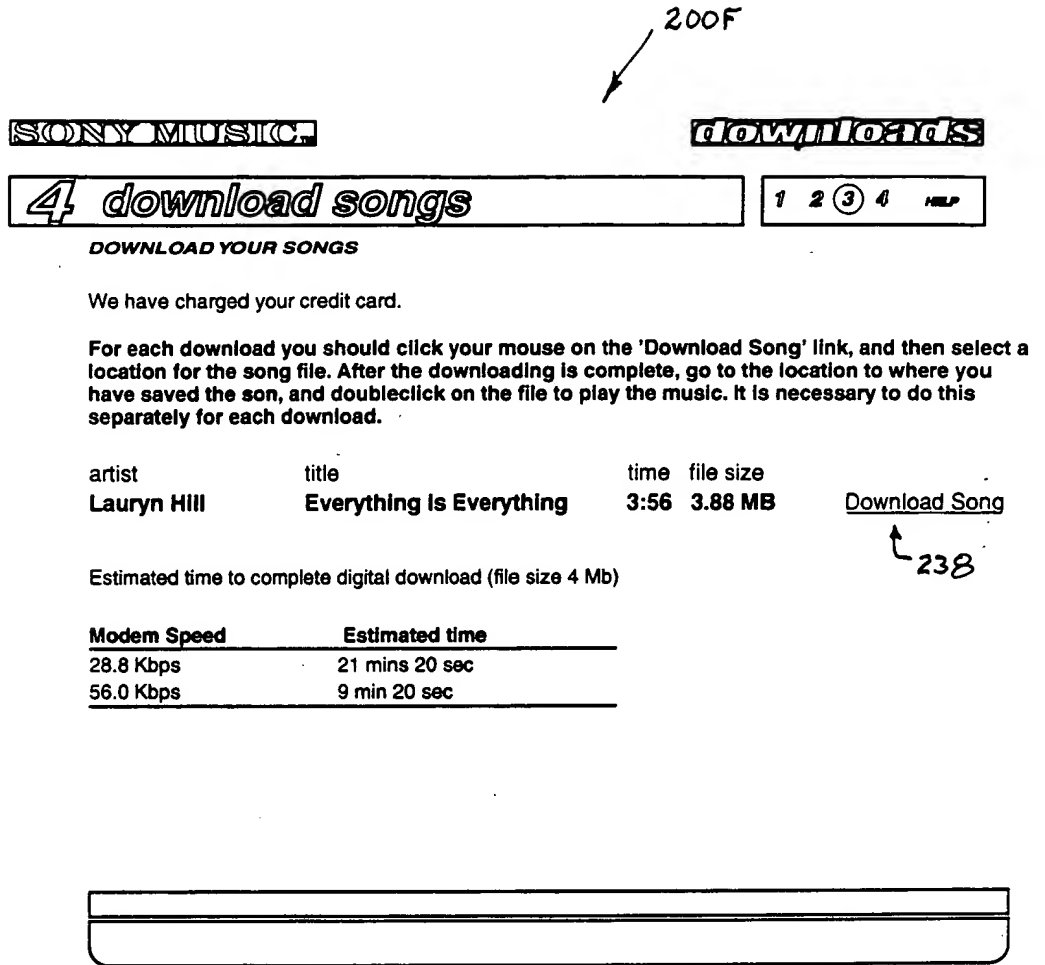 200F
SONY MUSIC.
downloads
4 download songs
1 2 3 4 HELP
DOWNLOAD YOUR SONGS
We have charged your credit card.
For each download you should click your mouse on the 'Download Song' link, and then select a
location for the song file. After the downloading is complete, go to the location to where you
have saved the son, and doubleclick on the file to play the music. It is necessary to do this
separately for each download.
artist title time file size
Lauryn Hill Everything is Everything 3:56 3.88 MB Download Song
238
Estimated time to complete digital download (file size 4 Mb)
Modem Speed Estimated time
28.8 Kbps 21 mins 20 sec
56.0 Kbps 9 min 20 sec